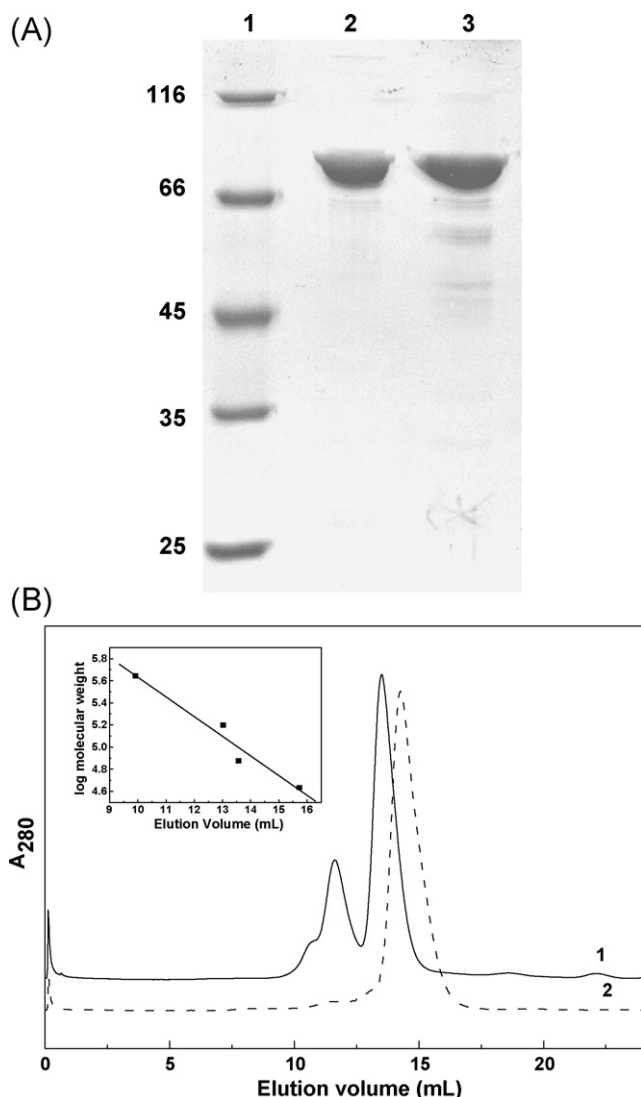 (A)
1 2 3
116
66
45
35
25
(B)
5.8
5.6
5.4
5.2
5.0
4.8
4.6
log molecular weight
9 10 11 12 13 14 15 16
Elution Volume (mL)
A280
1
2
0 5 10 15 20
Elution volume (mL)